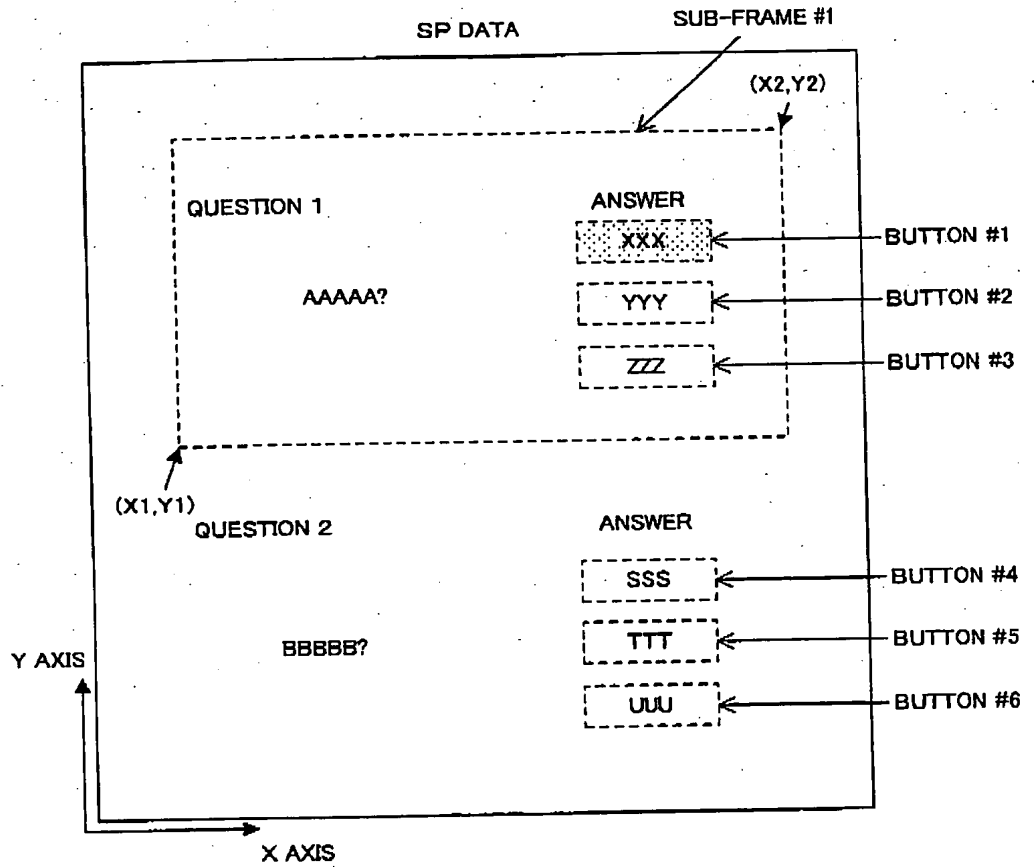 SP DATA
SUB-FRAME #1
(X2,Y2)
QUESTION 1
ANSWER
XXX
BUTTON #1
AAAAA?
YYY
BUTTON #2
ZZZ
BUTTON #3
(X1,Y1)
QUESTION 2
ANSWER
SSS
BUTTON #4
BBBBB?
TTT
BUTTON #5
Y AXIS
UUU
BUTTON #6
X AXIS